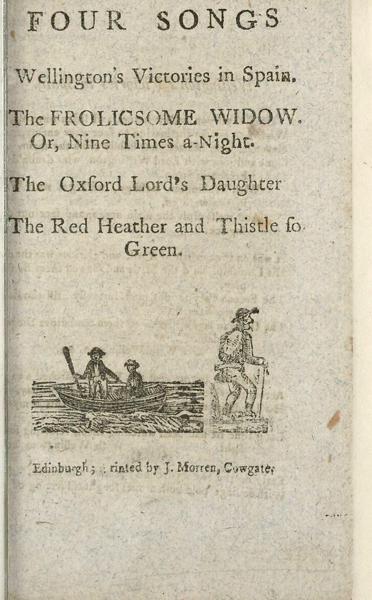 FOUR SONGS
Wellington's Victories in Spain.
The FROLICSOME WIDOW.
Or, Nine Times a-Night.
The Oxford Lord's Daughter
The Red Heather and Thistle so
Green.
Edinburgh; rinted by J. Morren, Cowgate,